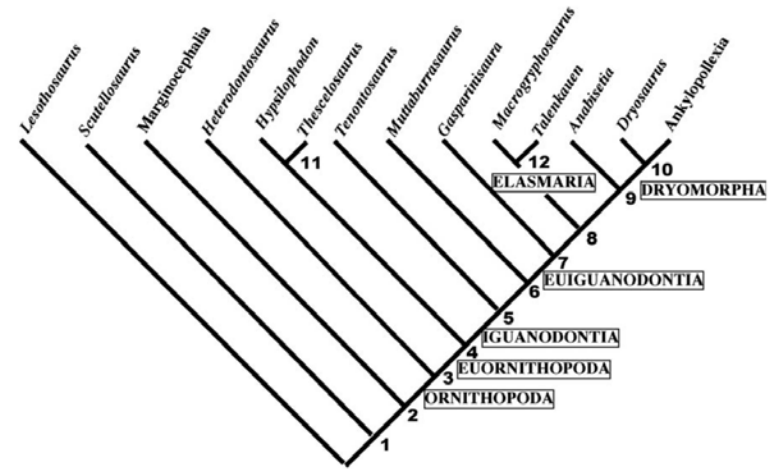 Lesothosaurus
Scutellosaurus
Marginocephalia
Heterodontosaurus
Hypsilophodon
Thescelosaurus
Tenontosaurus
Muttaburrasaurus
Gasparinisaura
Macrogryphosaurus
Talenkauen
Anabisetia
Dryosaurus
Ankylopollexia
11
12
10
ELASMARIA
9
DRYOMORPHA
8
7
EUIGUANODONTIA
6
5
IGUANODONTIA
4
EUORNITHOPODA
3
ORNITHOPODA
2
1